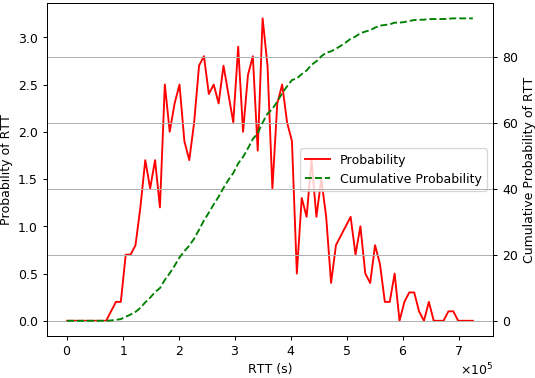 3.0
2.5
2.0
1.5
1.0
0.5
0.0
Probability of RTT
80
60
40
20
0
Cumulative Probability of RTT
Probability
Cumulative Probability
0 1 2 3 4 5 6 7
×10⁵
RTT (s)